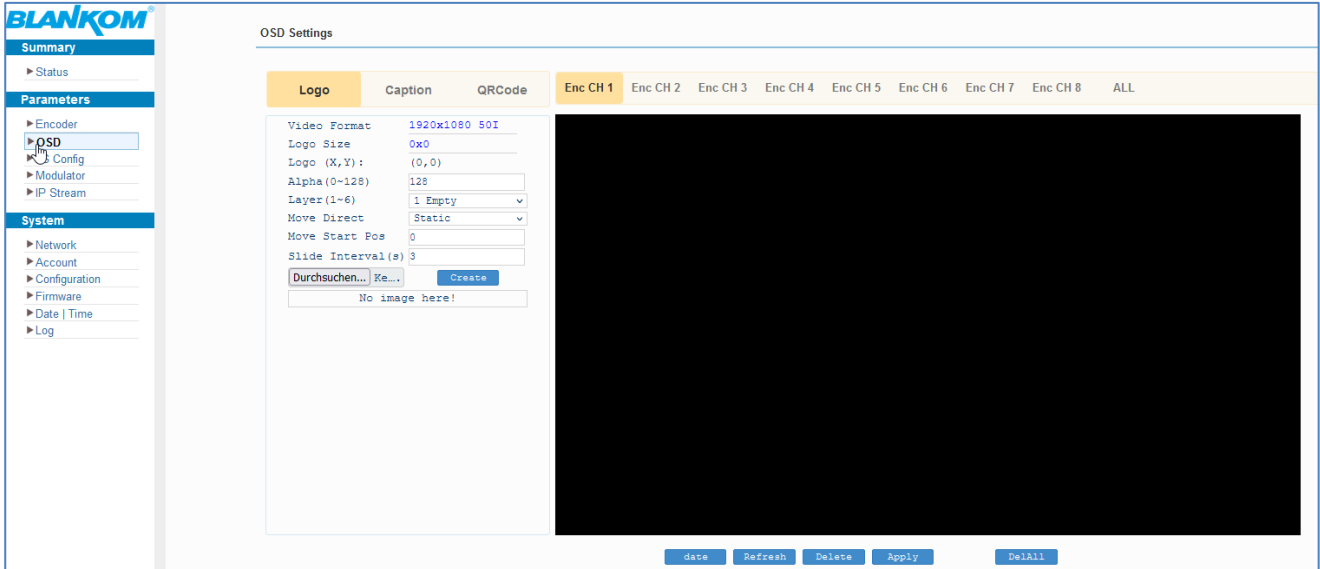 BLANKOM®
Summary
Status
Parameters
Encoder
OSD
Config
Modulator
IP Stream
System
Network
Account
Configuration
Firmware
Date | Time
Log
OSD Settings
Logo Caption QRCode
Video Format 1920x1080 50I
Logo Size 0x0
Logo (X,Y): (0,0)
Alpha(0~128) 128
Layer(1~6) 1 Empty
Move Direct Static
Move Start Pos 0
Slide Interval(s) 3
Durchsuchen... Ke…. Create
No image here!
Enc CH 1 Enc CH 2 Enc CH 3 Enc CH 4 Enc CH 5 Enc CH 6 Enc CH 7 Enc CH 8 ALL
date Refresh Delete Apply DelAll